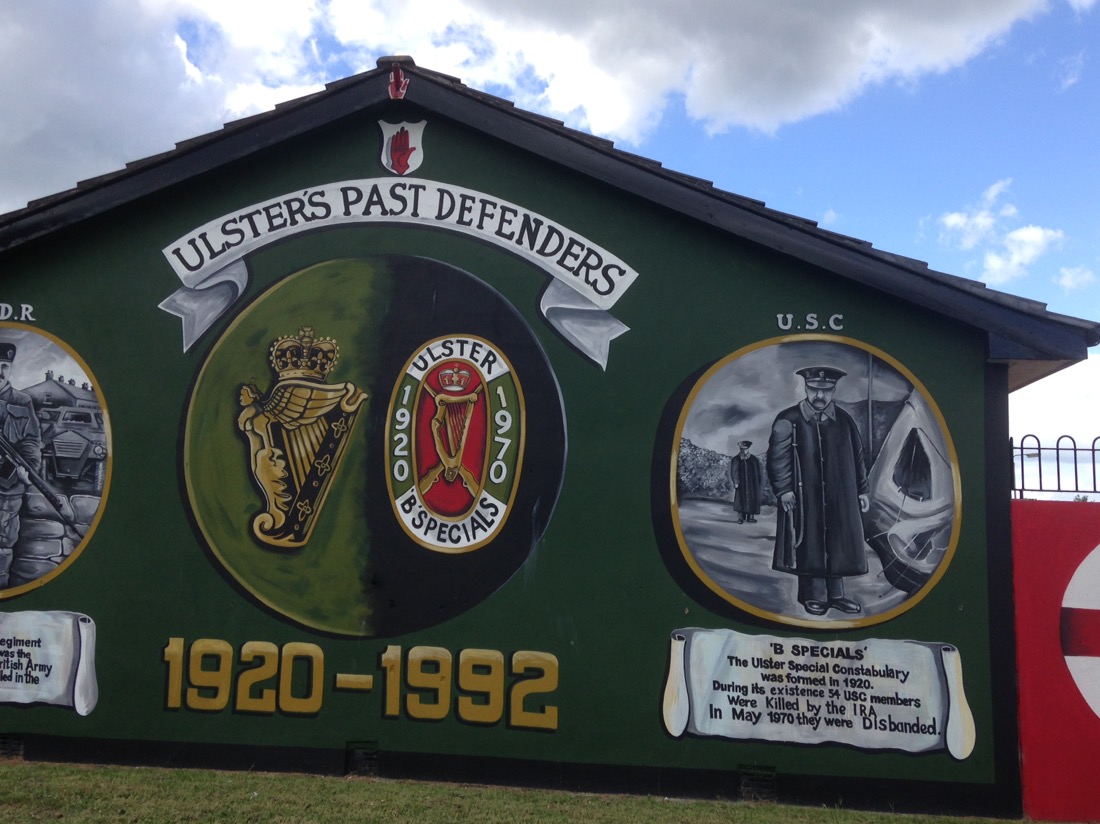 ULSTER'S PAST DEFENDERS
D.R
U.S.C
ULSTER
1920
1970
'B'SPECIALS'
egiment
was the
ritish Army
led in the
1920-1992
'B SPECIALS'
The Ulster Special Constabulary
was formed in 1920.
During its existence 54 USC members
Were Killed by the IRA
In May 1970 they were Disbanded.